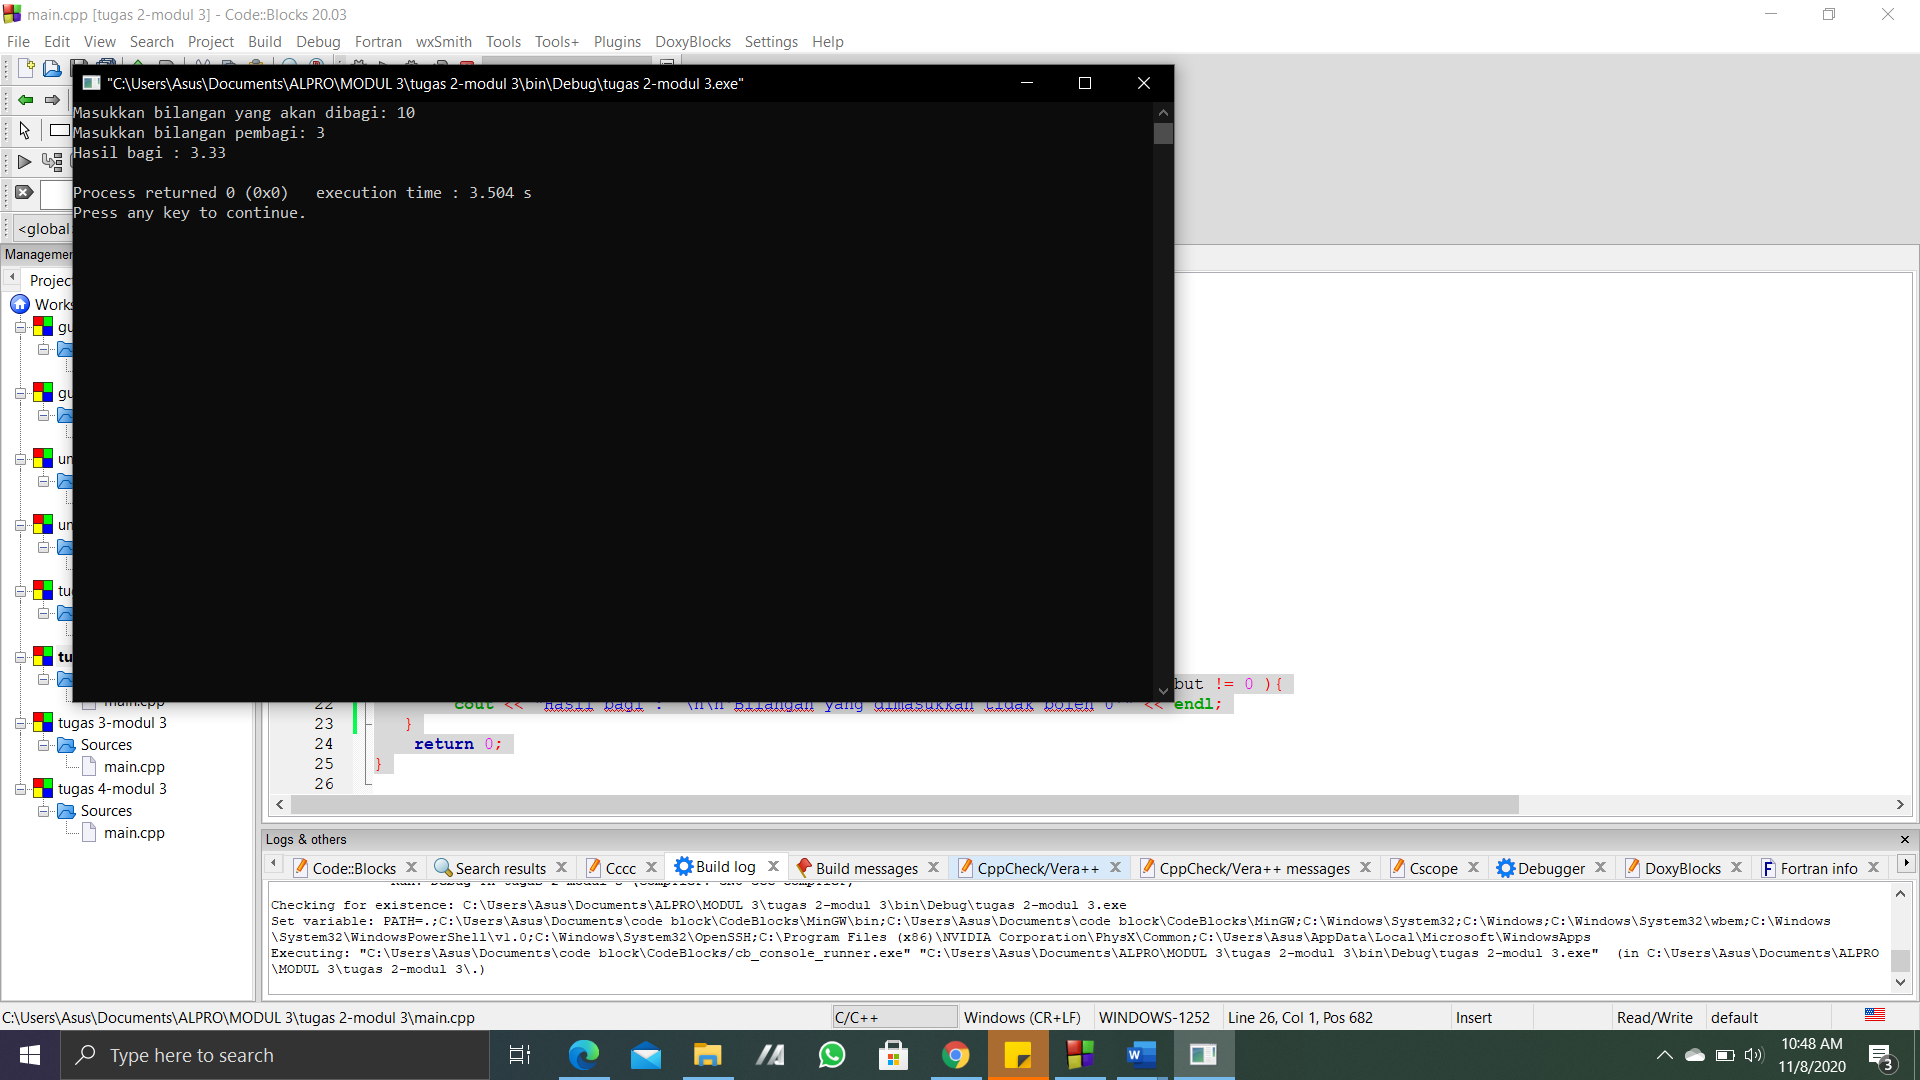 main.cpp [tugas 2-modul 3] - Code::Blocks 20.03
File Edit View Search Project Build Debug Fortran wxSmith Tools Tools+ Plugins DoxyBlocks Settings Help
"C:\Users\Asus\Documents\ALPRO\MODUL 3\tugas 2-modul 3\bin\Debug\tugas 2-modul 3.exe"
Masukkan bilangan yang akan dibagi: 10
Masukkan bilangan pembagi: 3
Hasil bagi : 3.33
Process returned 0 (0x0)   execution time : 3.504 s
Press any key to continue.
<global
Managemen
Projec
Works
gu
gu
un
un
tu
tu
main.cpp
tugas 3-modul 3
Sources
main.cpp
tugas 4-modul 3
Sources
main.cpp
but != 0 ){
22 cout << "Hasil bagi : \n\n Bilangan yang dimasukkan tidak boleh 0 " << endl;
23 }
24 return 0;
25 }
26
Logs & others
Code::Blocks Search results Cccc Build log Build messages CppCheck/Vera++ CppCheck/Vera++ messages Cscope Debugger DoxyBlocks Fortran info
Checking for existence: C:\Users\Asus\Documents\ALPRO\MODUL 3\tugas 2-modul 3\bin\Debug\tugas 2-modul 3.exe
Set variable: PATH=.;C:\Users\Asus\Documents\code block\CodeBlocks\MinGW\bin;C:\Users\Asus\Documents\code block\CodeBlocks\MinGW;C:\Windows\System32;C:\Windows;C:\Windows\System32\wbem;C:\Windows
\System32\WindowsPowerShell\v1.0;C:\Windows\System32\OpenSSH;C:\Program Files (x86)\NVIDIA Corporation\PhysX\Common;C:\Users\Asus\AppData\Local\Microsoft\WindowsApps
Executing: "C:\Users\Asus\Documents\code block\CodeBlocks/cb_console_runner.exe" "C:\Users\Asus\Documents\ALPRO\MODUL 3\tugas 2-modul 3\bin\Debug\tugas 2-modul 3.exe"  (in C:\Users\Asus\Documents\ALPRO
\MODUL 3\tugas 2-modul 3\.)
C:\Users\Asus\Documents\ALPRO\MODUL 3\tugas 2-modul 3\main.cpp C/C++ Windows (CR+LF) WINDOWS-1252 Line 26, Col 1, Pos 682 Insert Read/Write default
Type here to search
10:48 AM
11/8/2020
3